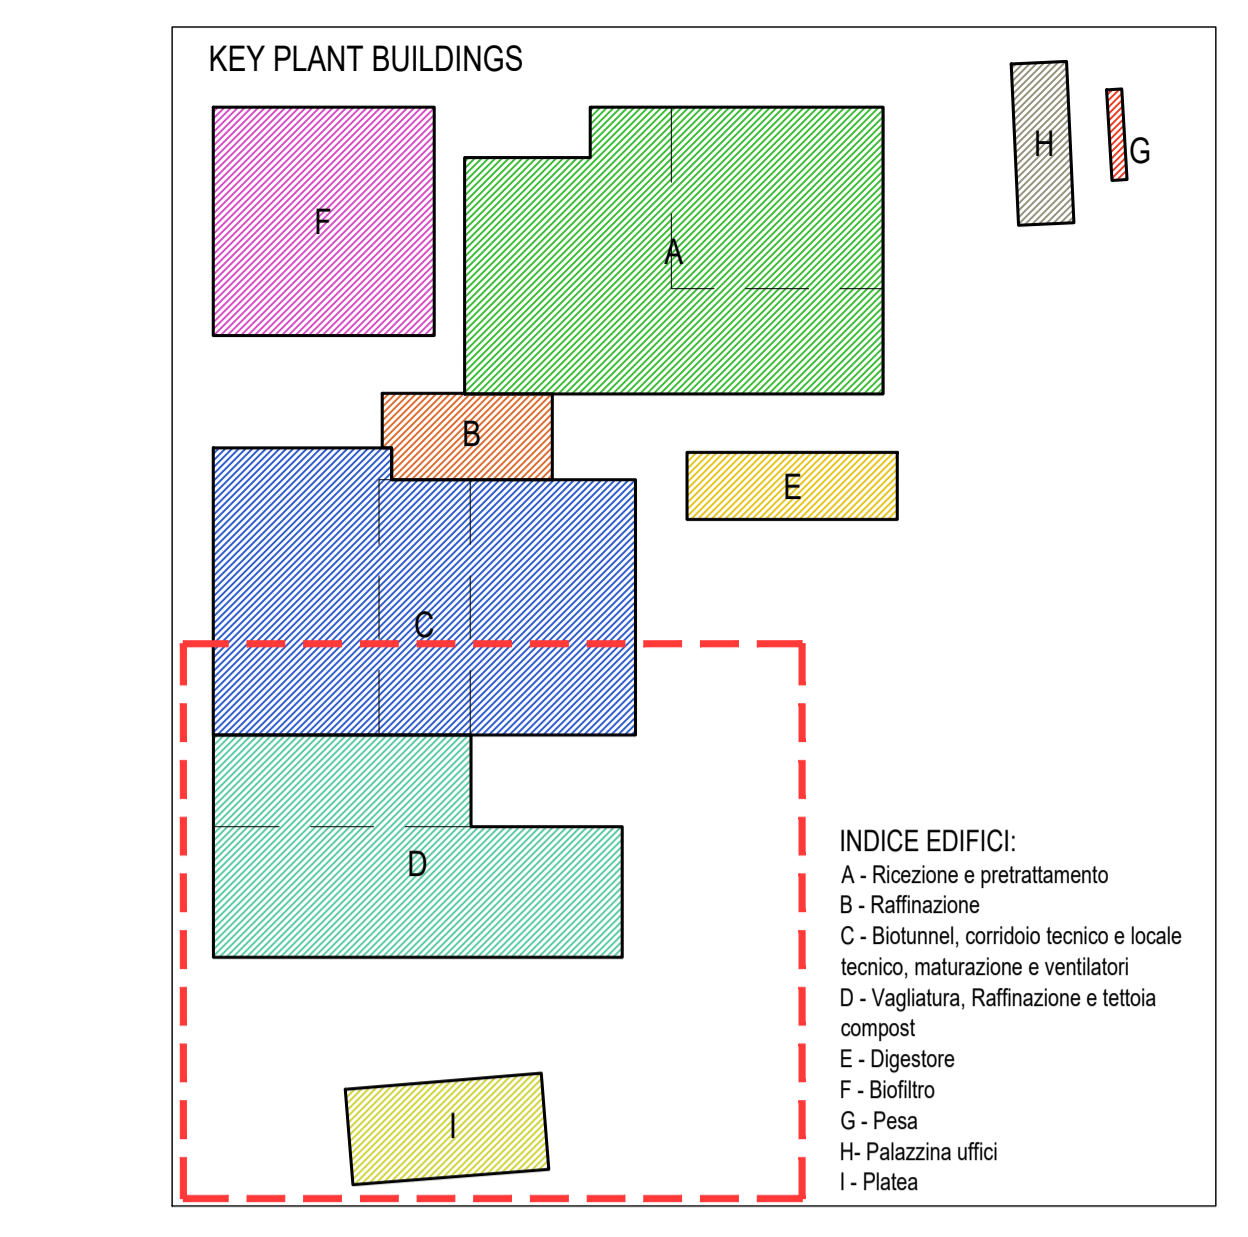 KEY PLANT BUILDINGS
H
G
F
A
B
E
C
D
I
INDICE EDIFICI:
A - Ricezione e pretrattamento
B - Raffinazione
C - Biotunnel, corridoio tecnico e locale
tecnico, maturazione e ventilatori
D - Vagliatura, Raffinazione e tettoia
compost
E - Digestore
F - Biofiltro
G - Pesa
H- Palazzina uffici
I - Platea